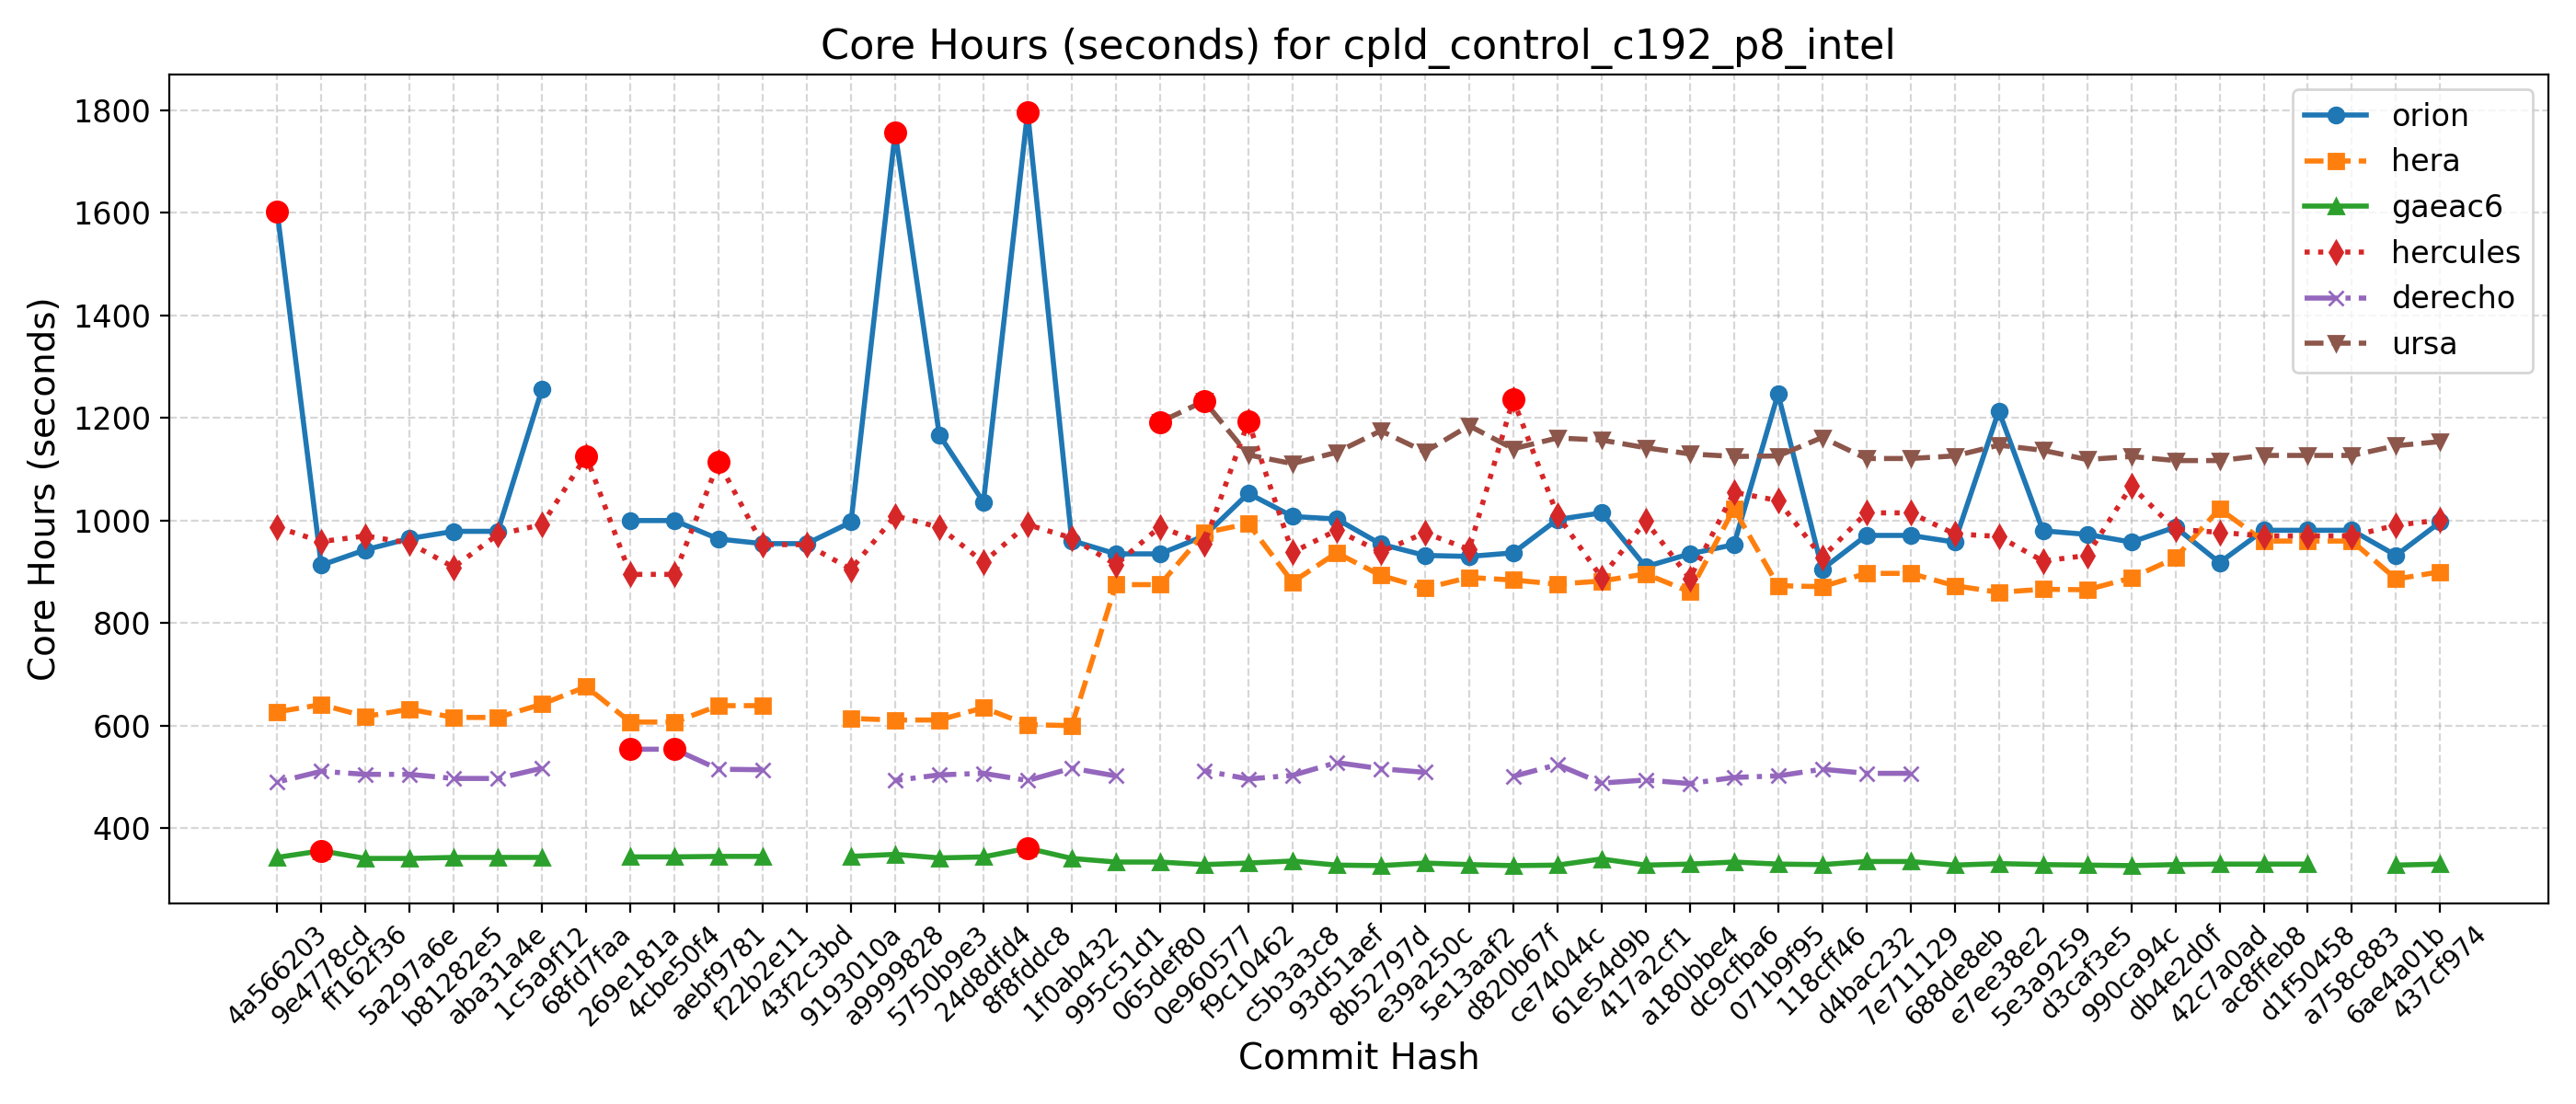 Core Hours (seconds) for cpld_control_c192_p8_intel
Core Hours (seconds)
1800
1600
1400
1200
1000
800
600
400
orion
hera
gaeac6
hercules
derecho
ursa
4a566203
9e4778cd
ff162f36
5a297a6e
b81282e5
aba31a4e
1c5a9f12
68fd7faa
269e181a
4cbe50f4
aebf9781
f22b2e11
43f2c3bd
9193010a
a9999828
5750b9e3
24d8dfd4
8f8fddc8
1f0ab432
995c51d1
065def80
0e960577
f9c10462
c5b3a3c8
93d51aef
8b52797d
e39a250c
5e13aaf2
d820b67f
ce74044c
61e54d9b
417a2cf1
a180bbe4
dc9cfba6
071b9f95
118cff46
d4bac232
7e711129
688de8eb
e7ee38e2
5e3a9259
d3caf3e5
990ca94c
db4e2d0f
42c7a0ad
ac8ffeb8
d1f50458
a758c883
6ae4a01b
437cf974
Commit Hash